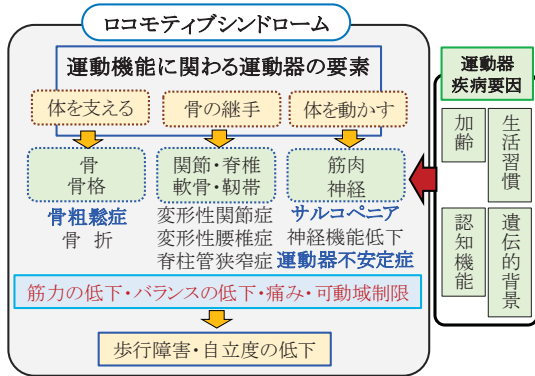 ロコモティブシンドローム
運動機能に関わる運動器の要素
体を支える
骨の継手
体を動かす
骨
骨格
関節・脊椎
軟骨・靭帯
筋肉
神経
骨粗鬆症
骨 折
変形性関節症
変形性腰椎症
脊柱管狭窄症
サルコペニア
神経機能低下
運動器不安定症
筋力の低下・バランスの低下・痛み・可動域制限
歩行障害・自立度の低下
運動器
疾病要因
加齢
生活習慣
認知機能
遺伝的背景